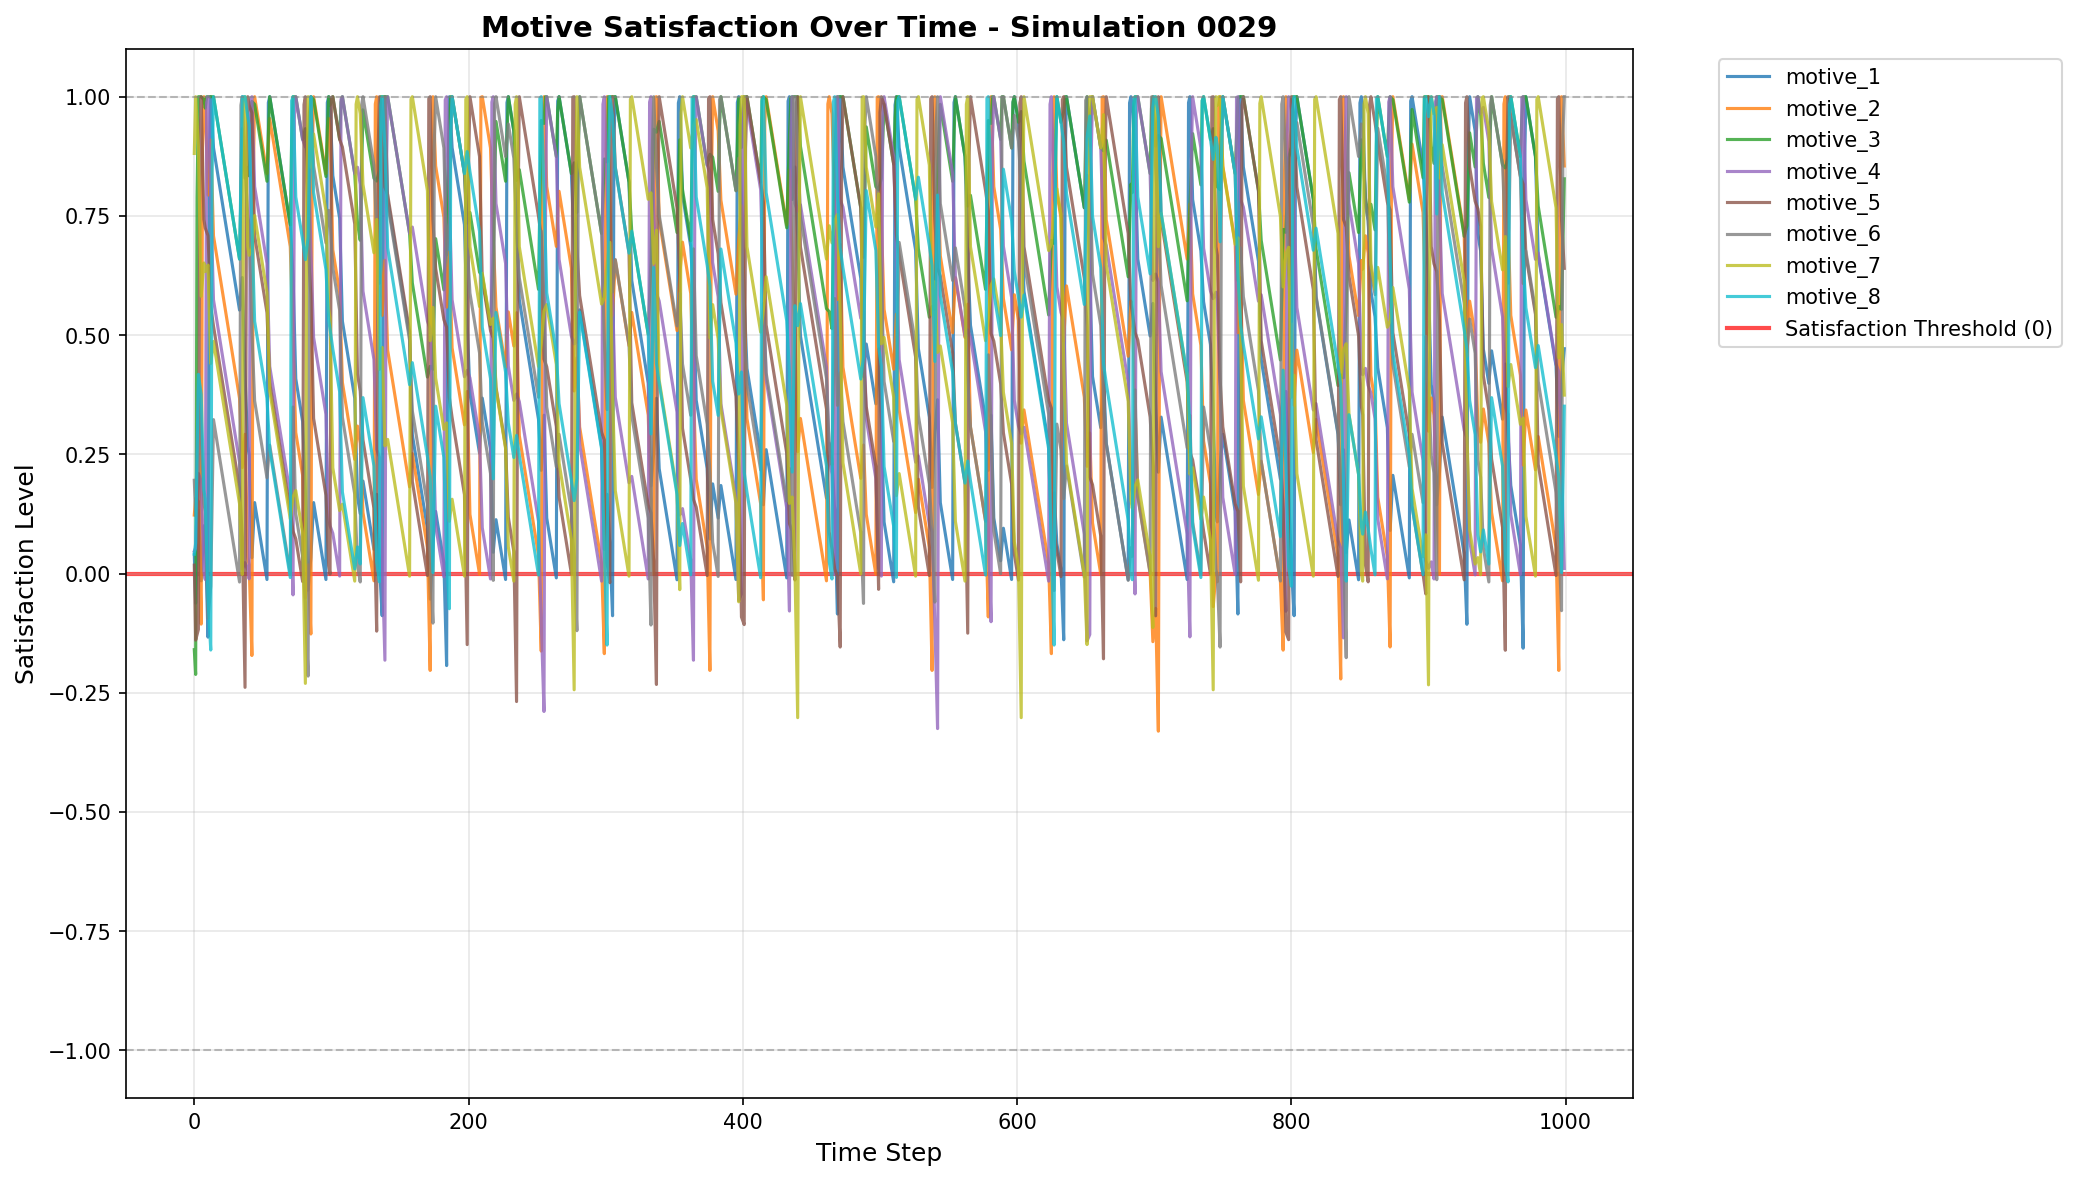 Motive Satisfaction Over Time - Simulation 0029
1.00
0.75
0.50
0.25
0.00
−0.25
−0.50
−0.75
−1.00
Satisfaction Level
0
200
400
600
800
1000
Time Step
motive_1
motive_2
motive_3
motive_4
motive_5
motive_6
motive_7
motive_8
Satisfaction Threshold (0)